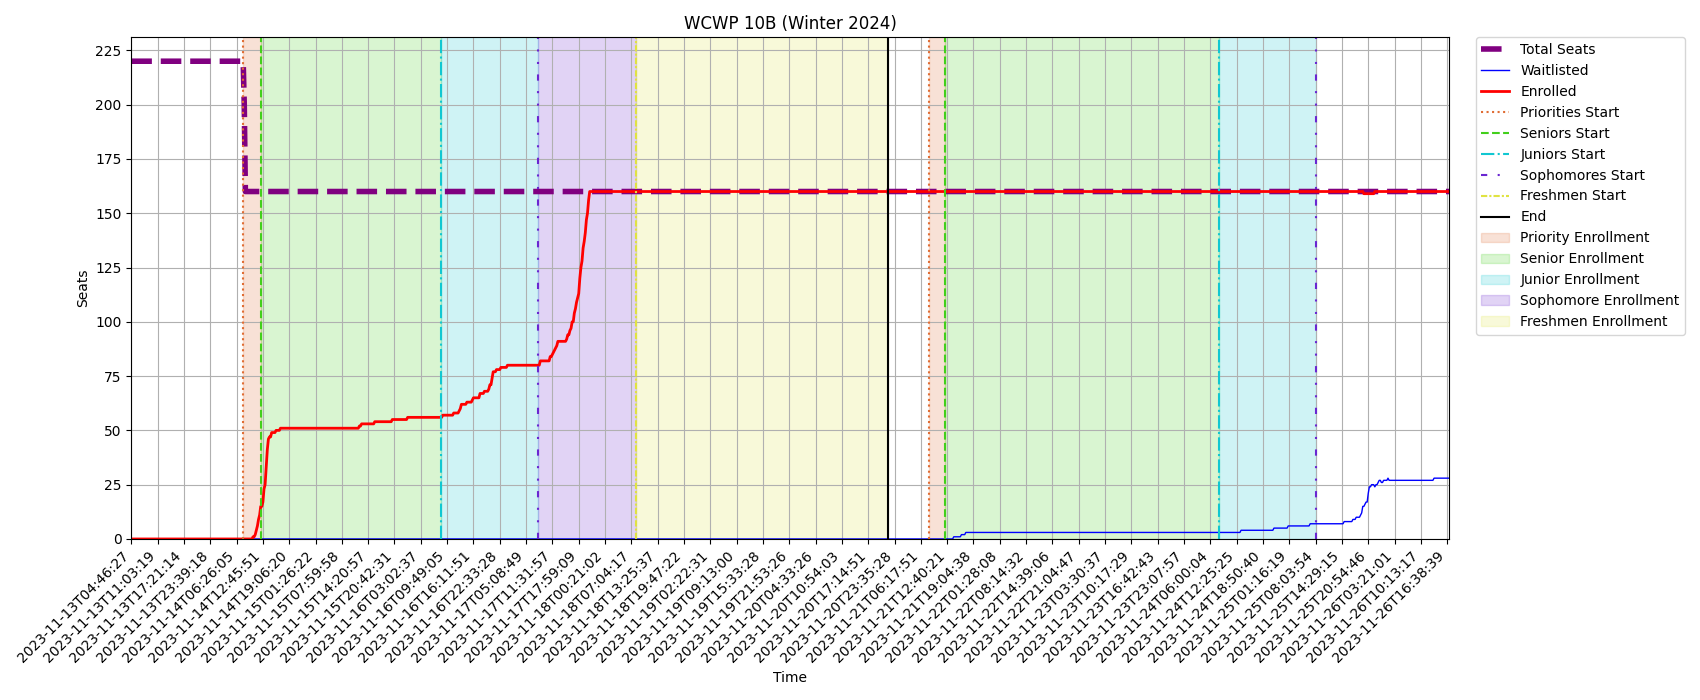 WCWP 10B (Winter 2024)
225
200
175
150
125
100
75
50
25
0
Seats
2023-11-13T04:46:27
2023-11-13T11:03:19
2023-11-13T17:21:14
2023-11-13T23:39:18
2023-11-14T06:26:05
2023-11-14T12:45:51
2023-11-14T19:06:20
2023-11-15T01:26:22
2023-11-15T07:59:58
2023-11-15T14:20:57
2023-11-15T20:42:31
2023-11-16T03:02:37
2023-11-16T09:49:05
2023-11-16T16:11:51
2023-11-16T22:33:28
2023-11-17T05:08:49
2023-11-17T11:31:57
2023-11-17T17:59:09
2023-11-18T00:21:02
2023-11-18T07:04:17
2023-11-18T13:25:37
2023-11-18T19:47:22
2023-11-19T02:22:31
2023-11-19T09:13:00
2023-11-19T15:33:28
2023-11-19T21:53:26
2023-11-20T04:33:26
2023-11-20T10:54:03
2023-11-20T17:14:51
2023-11-20T23:35:28
2023-11-21T06:17:51
2023-11-21T12:40:21
2023-11-21T19:04:38
2023-11-22T01:28:08
2023-11-22T08:14:32
2023-11-22T14:39:06
2023-11-22T21:04:47
2023-11-23T03:30:37
2023-11-23T10:17:29
2023-11-23T16:42:43
2023-11-23T23:07:57
2023-11-24T06:00:04
2023-11-24T12:25:25
2023-11-24T18:50:40
2023-11-25T01:16:19
2023-11-25T08:03:54
2023-11-25T14:29:15
2023-11-25T20:54:46
2023-11-26T03:21:01
2023-11-26T10:13:17
2023-11-26T16:38:39
Time
Total Seats
Waitlisted
Enrolled
Priorities Start
Seniors Start
Juniors Start
Sophomores Start
Freshmen Start
End
Priority Enrollment
Senior Enrollment
Junior Enrollment
Sophomore Enrollment
Freshmen Enrollment